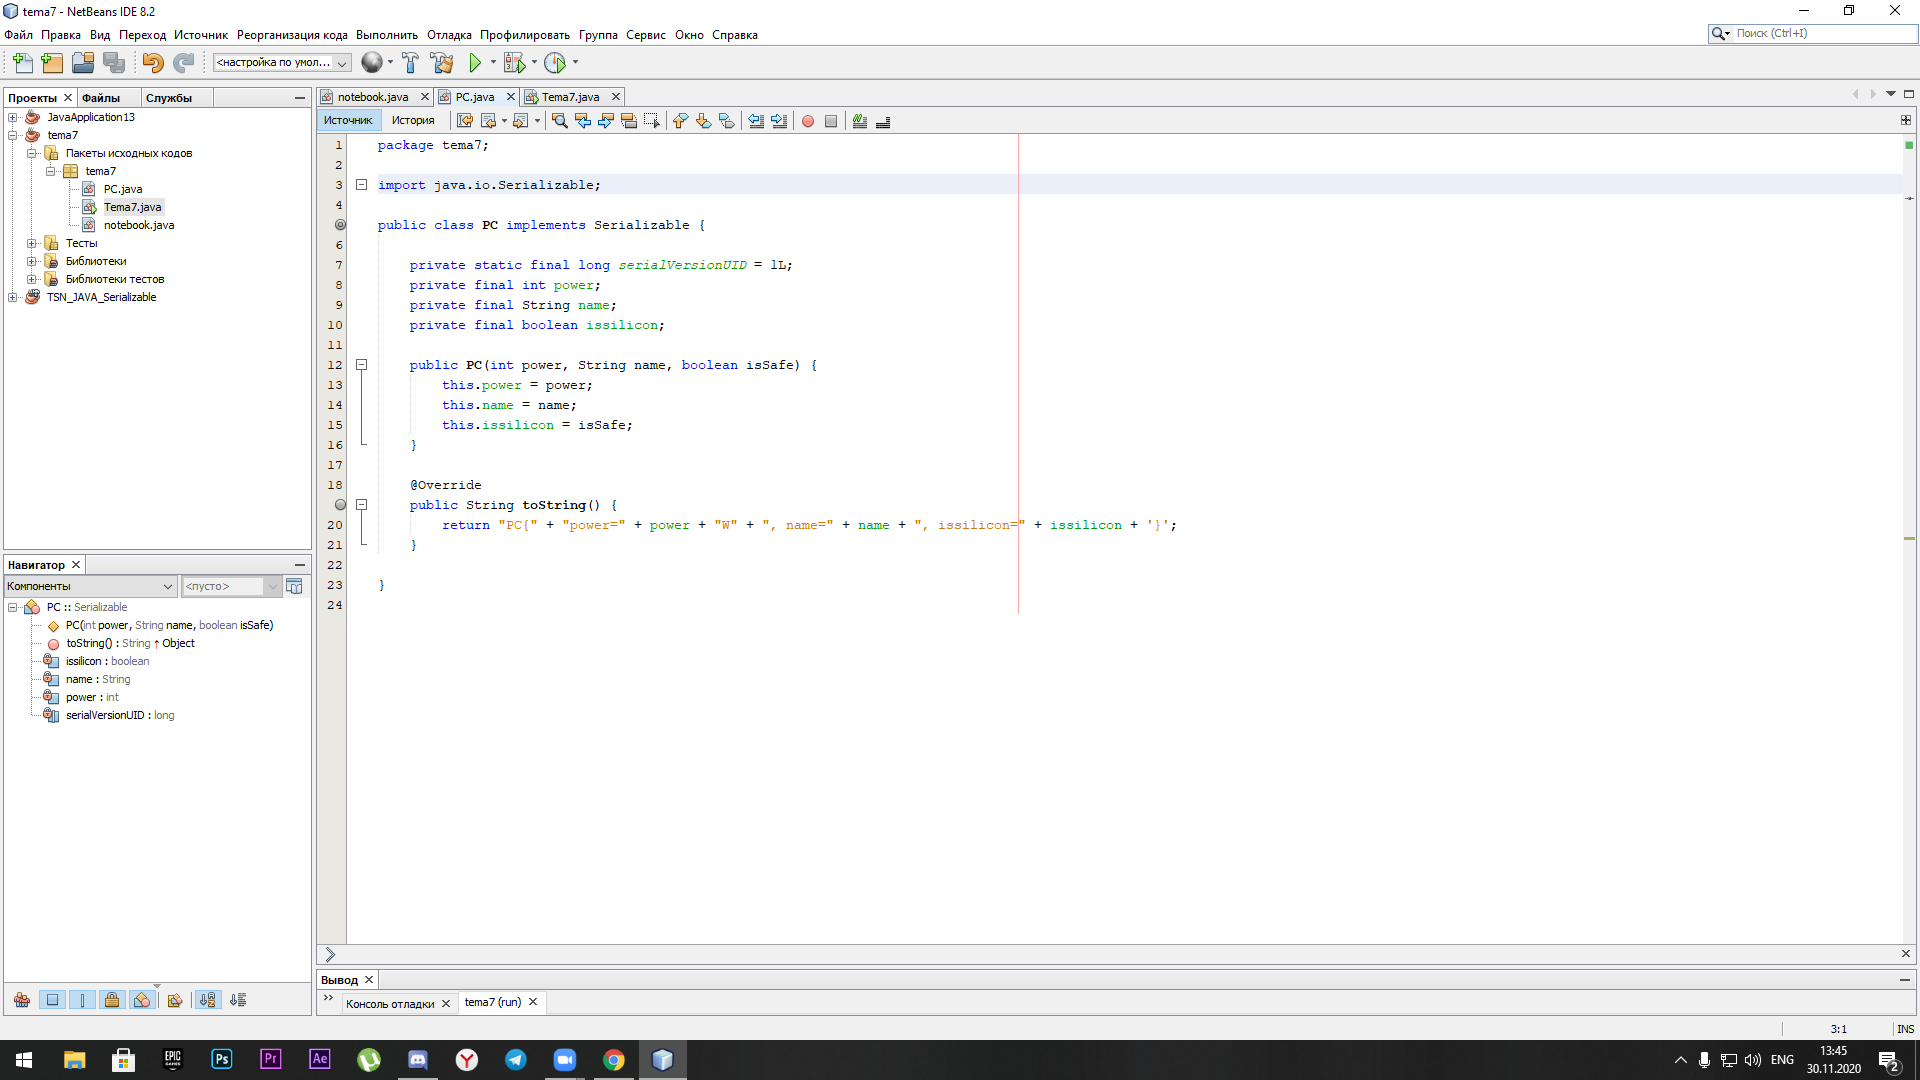 tema7 - NetBeans IDE 8.2
Файл Правка Вид Переход Источник Реорганизация кода Выполнить Отладка Профилировать Группа Сервис Окно Справка
Поиск (Ctrl+I)
<настройка по умол...
Проекты Файлы Службы
JavaApplication13
tema7
Пакеты исходных кодов
tema7
PC.java
Tema7.java
notebook.java
Тесты
Библиотеки
Библиотеки тестов
TSN_JAVA_Serializable
Навигатор
Компоненты <пусто>
PC :: Serializable
PC(int power, String name, boolean isSafe)
toString() : String ↑ Object
issilicon : boolean
name : String
power : int
serialVersionUID : long
notebook.java PC.java Tema7.java
Источник История
1 package tema7;
2
3 import java.io.Serializable;
4
public class PC implements Serializable {
6
7 private static final long serialVersionUID = 1L;
8 private final int power;
9 private final String name;
10 private final boolean issilicon;
11
12 public PC(int power, String name, boolean isSafe) {
13 this.power = power;
14 this.name = name;
15 this.issilicon = isSafe;
16 }
17
18 @Override
public String toString() {
20 return "PC{" + "power=" + power + "W" + ", name=" + name + ", issilicon=" + issilicon + '}';
21 }
22
23 }
24
Вывод
Консоль отладки tema7 (run)
3:1 INS
EPIC GAMES Ps Pr Ae
ENG
13:45
30.11.2020
2